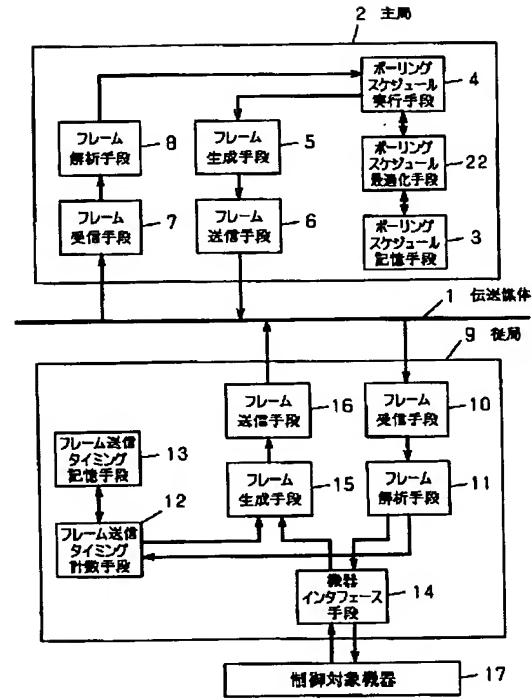 2 主局
ポーリング
スケジュール
実行手段
4
フレーム
解析手段
8
フレーム
生成手段
5
ポーリング
スケジュール
最適化手段
22
フレーム
受信手段
7
フレーム
送信手段
6
ポーリング
スケジュール
記憶手段
3
1 伝送媒体
9 従局
フレーム
送信手段
16
フレーム
受信手段
10
フレーム送信
タイミング
記憶手段
13
フレーム
生成手段
15
フレーム
解析手段
11
12
フレーム送信
タイミング
計数手段
機器
インタフェース
手段
14
制御対象機器
17